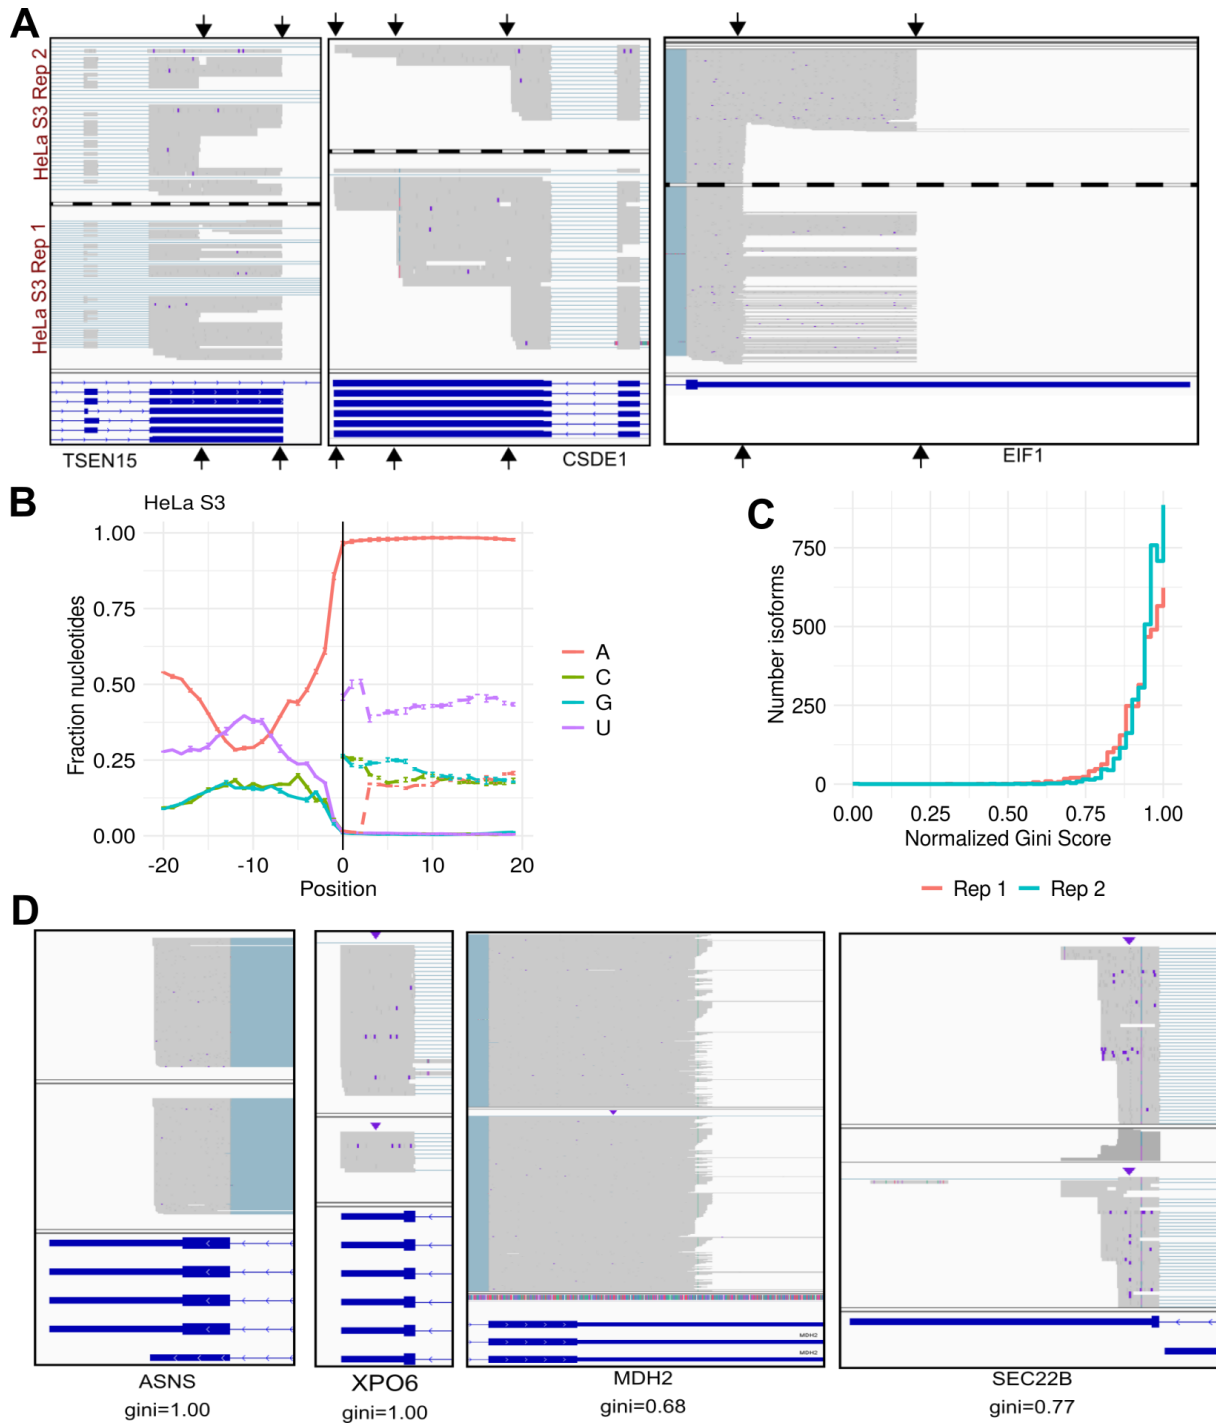 A
HeLa S3 Rep 2
HeLa S3 Rep 1
TSEN15
CSDE1
EIF1
B
HeLa S3
1.00
0.75
0.50
0.25
0.00
Fraction nucleotides
-20
-10
0
10
20
Position
A
C
G
U
C
750
500
250
0
Number isoforms
0.00
0.25
0.50
0.75
1.00
Normalized Gini Score
Rep 1
Rep 2
D
MDH2
MDH2
MDH2
ASNS
gini=1.00
XPO6
gini=1.00
MDH2
gini=0.68
SEC22B
gini=0.77